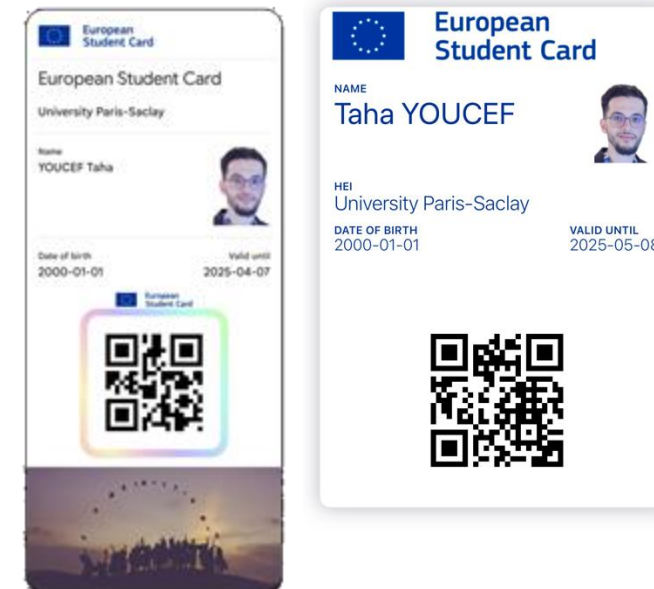 European
Student Card
European Student Card
University Paris-Saclay
Name
YOUCEF Taha
Date of birth
Valid until
2000-01-01
2025-04-07
European
Student Card
European
Student Card
NAME
Taha YOUCEF
HEI
University Paris-Saclay
DATE OF BIRTH
VALID UNTIL
2000-01-01
2025-05-08